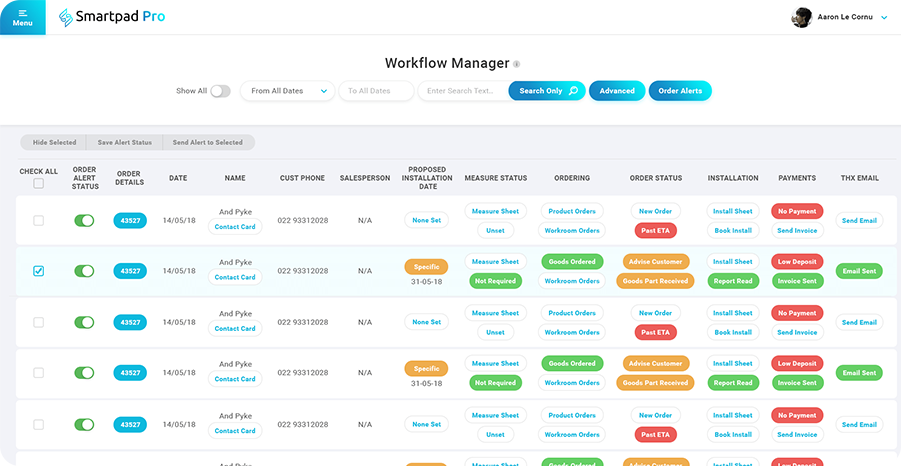 Menu
Smartpad Pro
Aaron Le Cornu
Workflow Manager
Show All From All Dates To All Dates Enter Search Text.. Search Only Advanced Order Alerts
Hide Selected Save Alert Status Send Alert to Selected
CHECK ALL ORDER ALERT STATUS ORDER DETAILS DATE NAME CUST PHONE SALESPERSON PROPOSED INSTALLATION DATE MEASURE STATUS ORDERING ORDER STATUS INSTALLATION PAYMENTS THX EMAIL
And Pyke Measure Sheet Product Orders New Order Install Sheet No Payment
43527 14/05/18 022 93312028 N/A None Set Send Email
Contact Card Unset Workroom Orders Past ETA Book Install Send Invoice
And Pyke Specific Measure Sheet Goods Ordered Advise Customer Install Sheet Low Deposit
43527 14/05/18 022 93312028 N/A Email Sent
Contact Card 31-05-18 Not Required Workroom Orders Goods Part Received Report Read Invoice Sent
And Pyke Measure Sheet Product Orders New Order Install Sheet No Payment
43527 14/05/18 022 93312028 N/A None Set Send Email
Contact Card Unset Workroom Orders Past ETA Book Install Send Invoice
And Pyke Specific Measure Sheet Goods Ordered Advise Customer Install Sheet Low Deposit
43527 14/05/18 022 93312028 N/A Email Sent
Contact Card 31-05-18 Not Required Workroom Orders Goods Part Received Report Read Invoice Sent
And Pyke Measure Sheet Product Orders New Order Install Sheet No Payment
43527 14/05/18 022 93312028 N/A None Set Send Email
Contact Card Unset Workroom Orders Past ETA Book Install Send Invoice